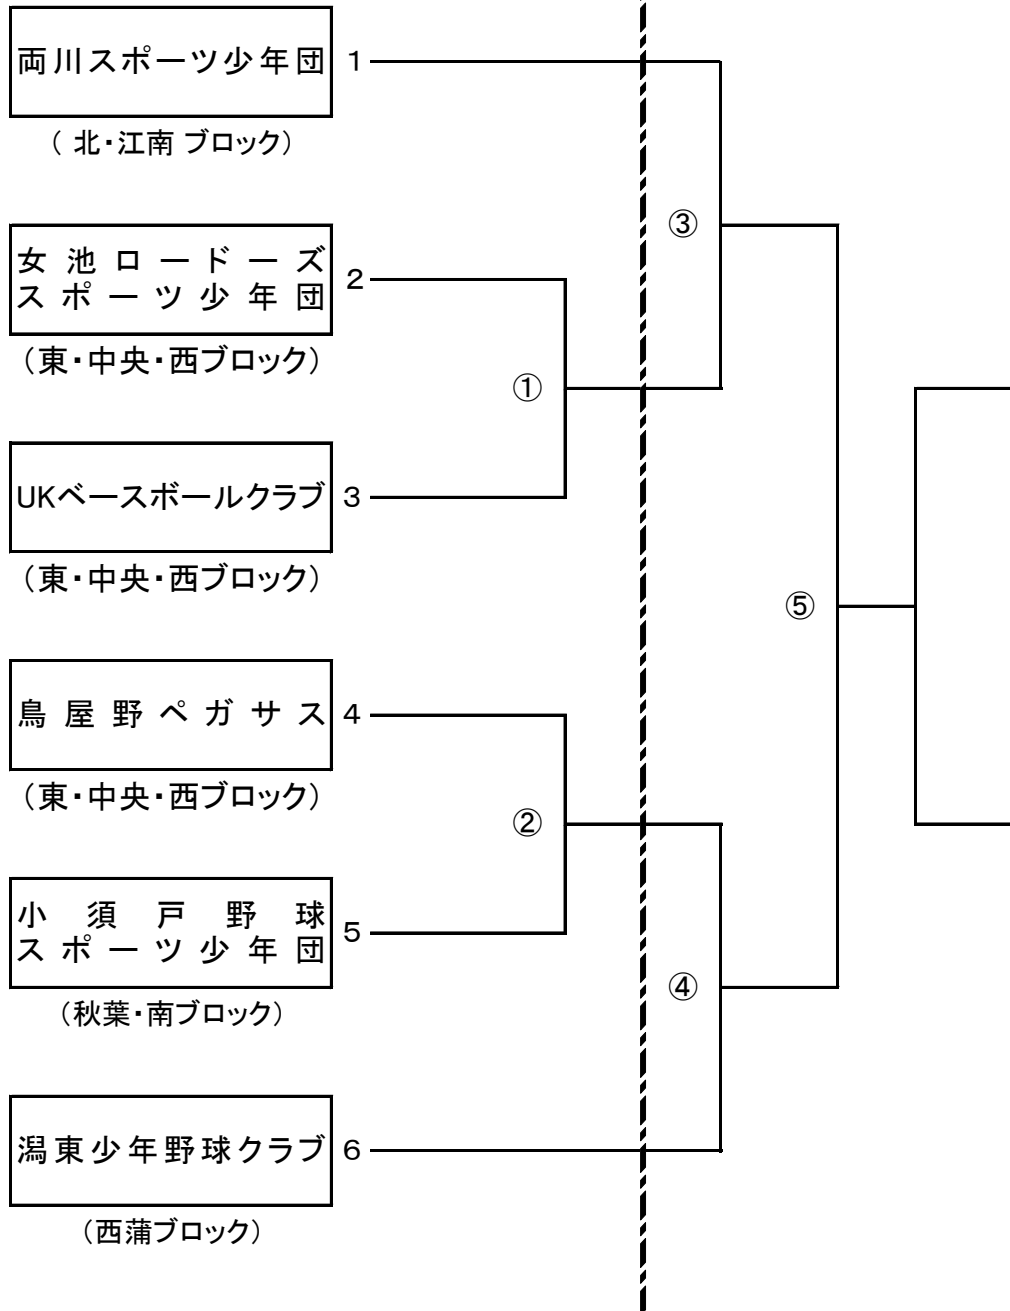 両川スポーツ少年団 1
（ 北・江南 ブロック）
③
女池ロードーズ
スポーツ少年団 2
（東・中央・西ブロック）
①
UKベースボールクラブ 3
（東・中央・西ブロック）
⑤
鳥屋野ペガサス 4
（東・中央・西ブロック）
②
小須戸野球
スポーツ少年団 5
④
（秋葉・南ブロック）
潟東少年野球クラブ 6
（西蒲ブロック）